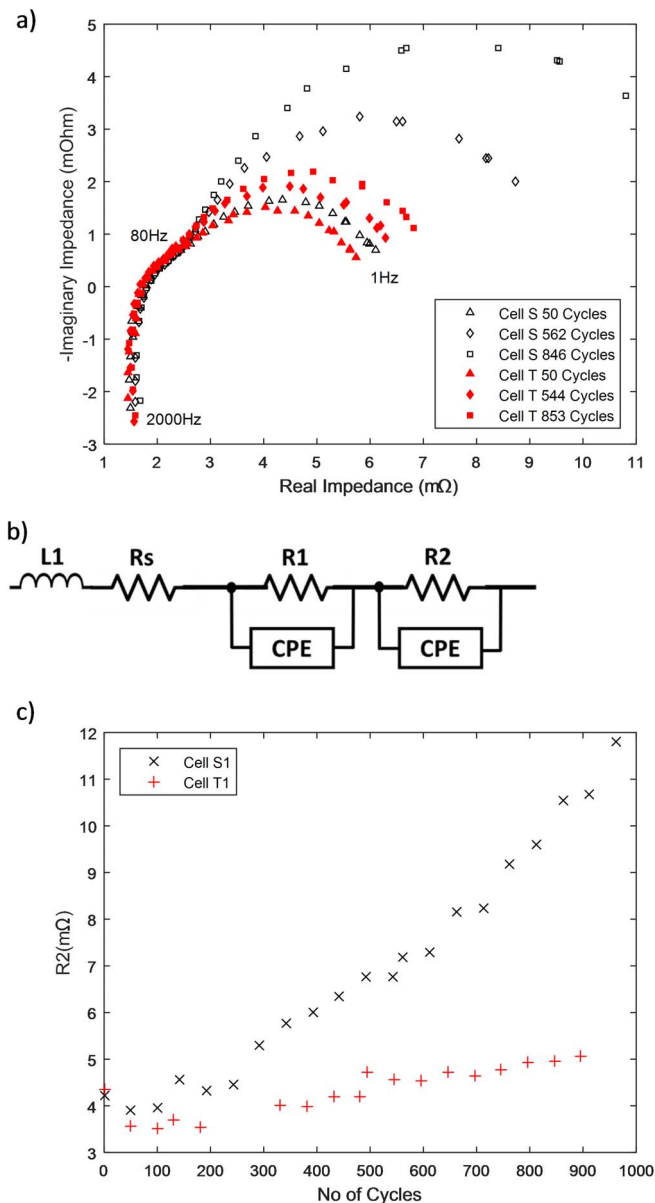 a)
5
4
3
2
1
0
-1
-2
-3
-Imaginary Impedance (mOhm)
80Hz
1Hz
2000Hz
Cell S 50 Cycles
Cell S 562 Cycles
Cell S 846 Cycles
Cell T 50 Cycles
Cell T 544 Cycles
Cell T 853 Cycles
1 2 3 4 5 6 7 8 9 10 11
Real Impedance (mΩ)
b)
L1 Rs R1 R2
CPE CPE
c)
12
11
10
9
8
7
6
5
4
3
R2(mΩ)
Cell S1
Cell T1
0 100 200 300 400 500 600 700 800 900 1000
No of Cycles